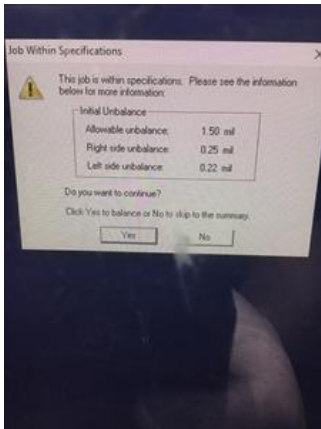 Job Within Specifications
This job is within specifications. Please see the information
below for more information:
Initial Unbalance
Allowable unbalance: 1.50 mil
Right side unbalance: 0.25 mil
Left side unbalance: 0.22 mil
Do you want to continue?
Click Yes to balance or No to skip to the summary.
Yes No